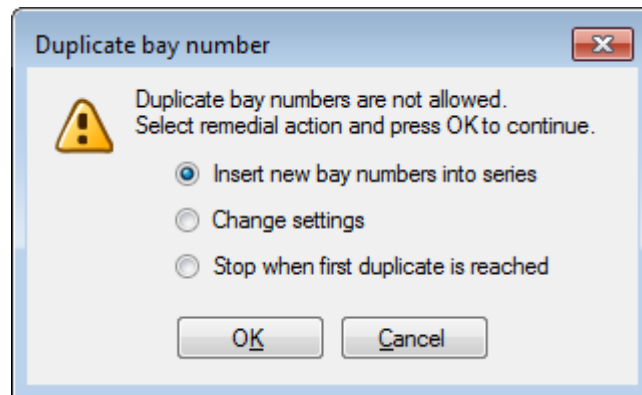 Duplicate bay number
Duplicate bay numbers are not allowed.
Select remedial action and press OK to continue.
Insert new bay numbers into series
Change settings
Stop when first duplicate is reached
OK
Cancel